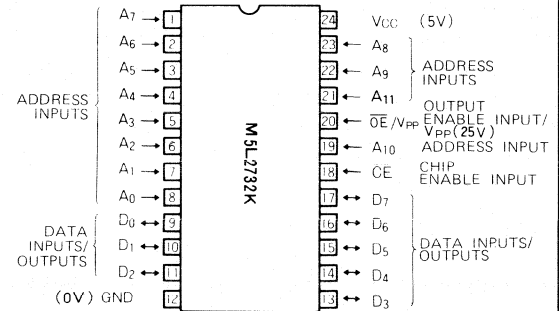 A7 1
A6 2
A5 3
A4 4
A3 5
A2 6
A1 7
A0 8
ADDRESS
INPUTS
D0 9
D1 10
D2 11
DATA
INPUTS/
OUTPUTS
(0V) GND 12
M5L2732K
24 VCC (5V)
23 A8
22 A9
21 A11
ADDRESS
INPUTS
20 OE/VPP OUTPUT
ENABLE INPUT/
VPP(25V)
19 A10 ADDRESS INPUT
18 CE CHIP
ENABLE INPUT
17 D7
16 D6
15 D5
14 D4
13 D3
DATA INPUTS/
OUTPUTS